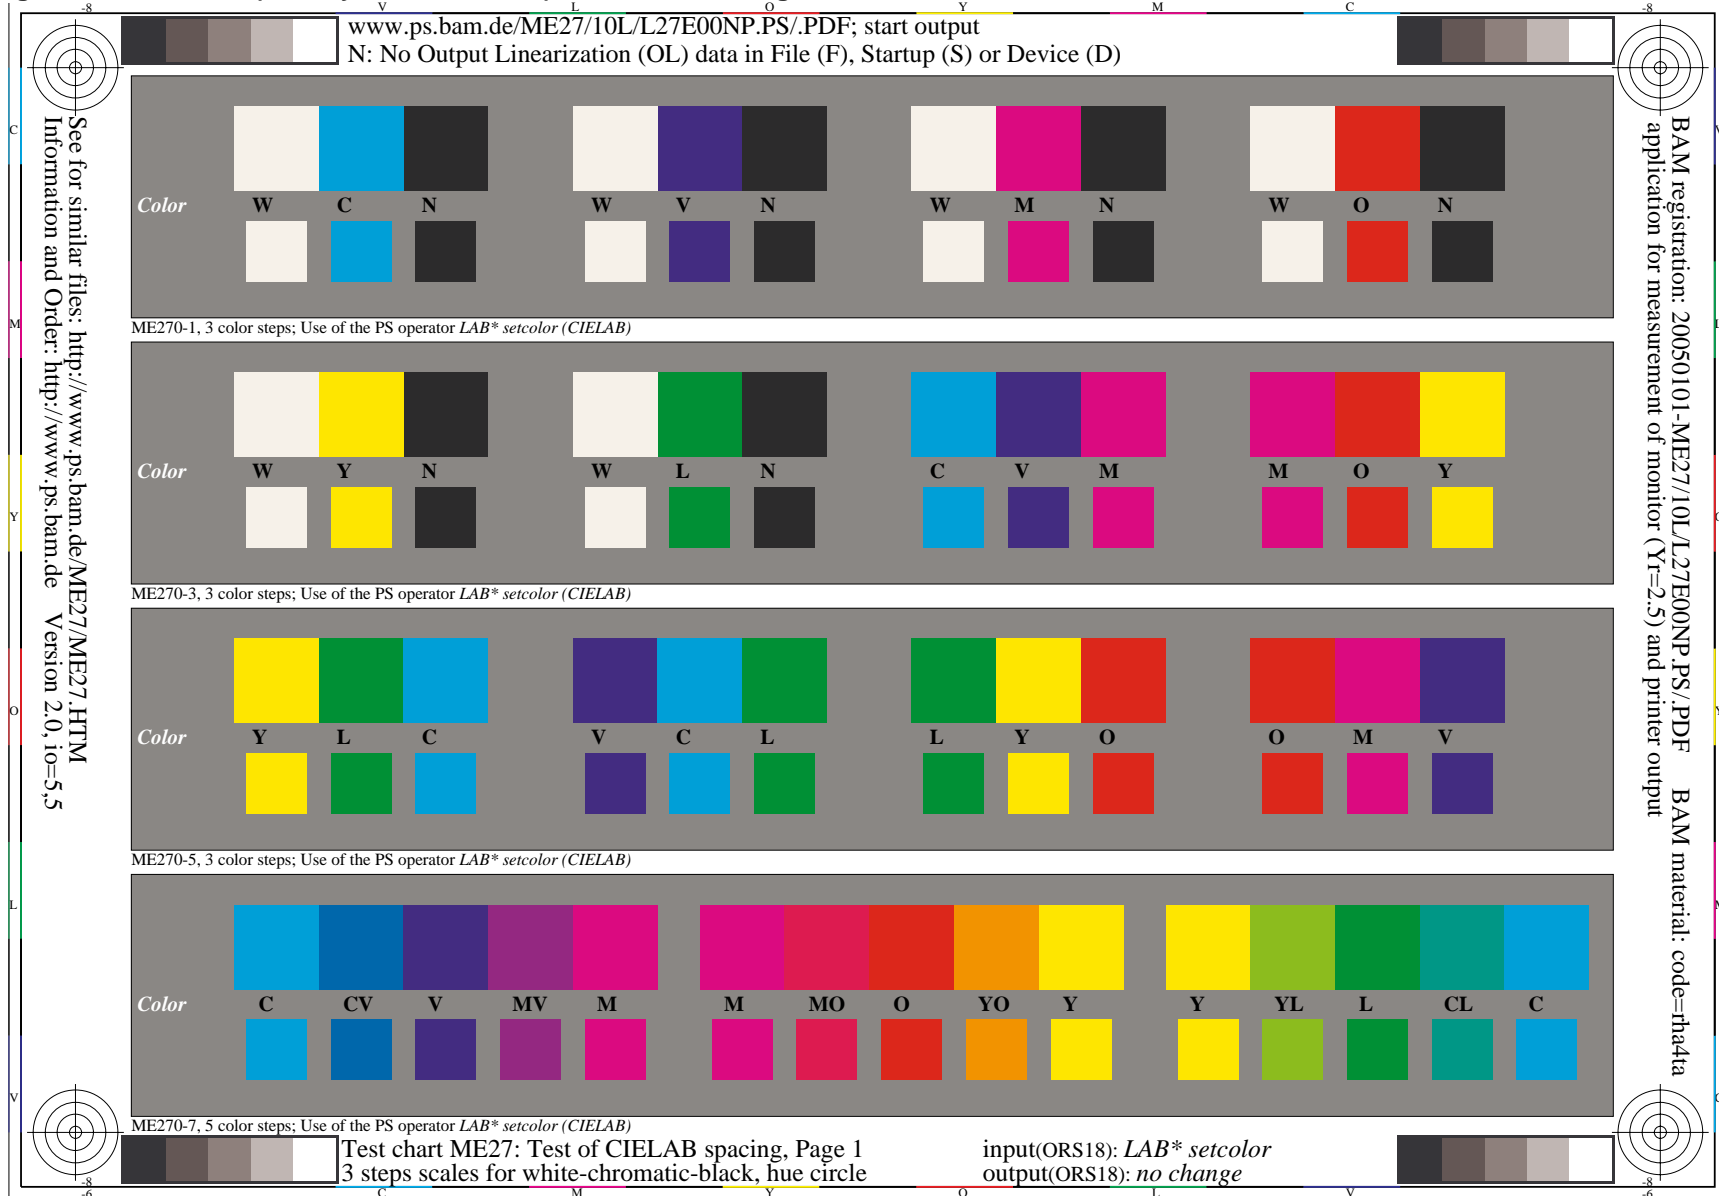 -8 V L O Y M C -8
www.ps.bam.de/ME27/10L/L27E00NP.PS/.PDF; start output
N: No Output Linearization (OL) data in File (F), Startup (S) or Device (D)
See for similar files: http://www.ps.bam.de/ME27/ME27.HTM
Information and Order: http://www.ps.bam.de Version 2.0, io=5,5
BAM registration: 20050101-ME27/10L/L27E00NP.PS/.PDF BAM material: code=rha4ta
application for measurement of monitor (Yr=2.5) and printer output
C
M
Y
O
L
V
Color W C N W V N W M N W O N
ME270-1, 3 color steps; Use of the PS operator LAB* setcolor (CIELAB)
Color W Y N W L N C V M M O Y
ME270-3, 3 color steps; Use of the PS operator LAB* setcolor (CIELAB)
Color Y L C V C L L Y O O M V
ME270-5, 3 color steps; Use of the PS operator LAB* setcolor (CIELAB)
Color C CV V MV M M MO O YO Y Y YL L CL C
ME270-7, 5 color steps; Use of the PS operator LAB* setcolor (CIELAB)
Test chart ME27: Test of CIELAB spacing, Page 1
3 steps scales for white-chromatic-black, hue circle
input(ORS18): LAB* setcolor
output(ORS18): no change
-8 -8
-6 C M Y O L V -6